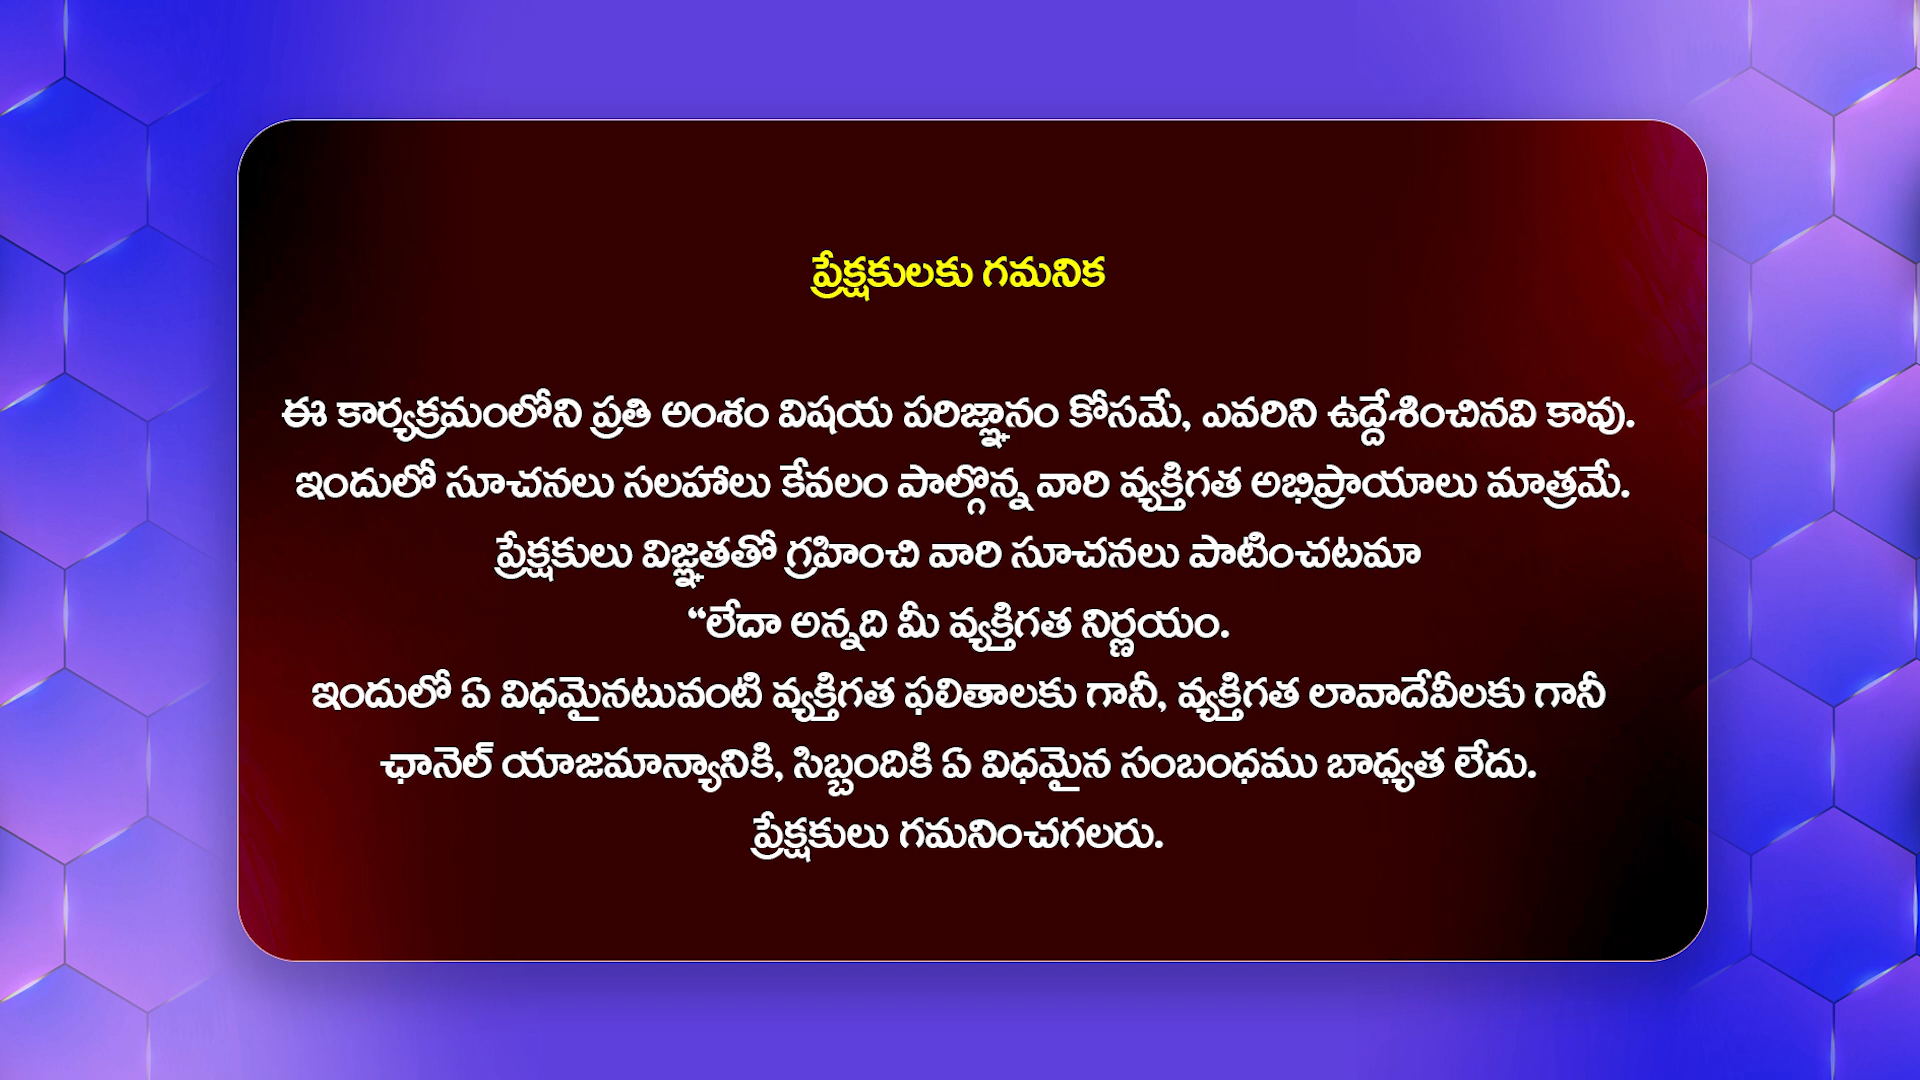 ప్రేక్షకులకు గమనిక
ఈ కార్యక్రమంలోని ప్రతి అంశం విషయ పరిజ్ఞానం కోసమే, ఎవరిని ఉద్దేశించినవి కావు.
ఇందులో సూచనలు సలహాలు కేవలం పాల్గొన్న వారి వ్యక్తిగత అభిప్రాయాలు మాత్రమే.
ప్రేక్షకులు విజ్ఞతతో గ్రహించి వారి సూచనలు పాటించటమా
“లేదా అన్నది మీ వ్యక్తిగత నిర్ణయం.
ఇందులో ఏ విధమైనటువంటి వ్యక్తిగత ఫలితాలకు గానీ, వ్యక్తిగత లావాదేవీలకు గానీ
ఛానెల్ యాజమాన్యానికి, సిబ్బందికి ఏ విధమైన సంబంధము బాధ్యత లేదు.
ప్రేక్షకులు గమనించగలరు.